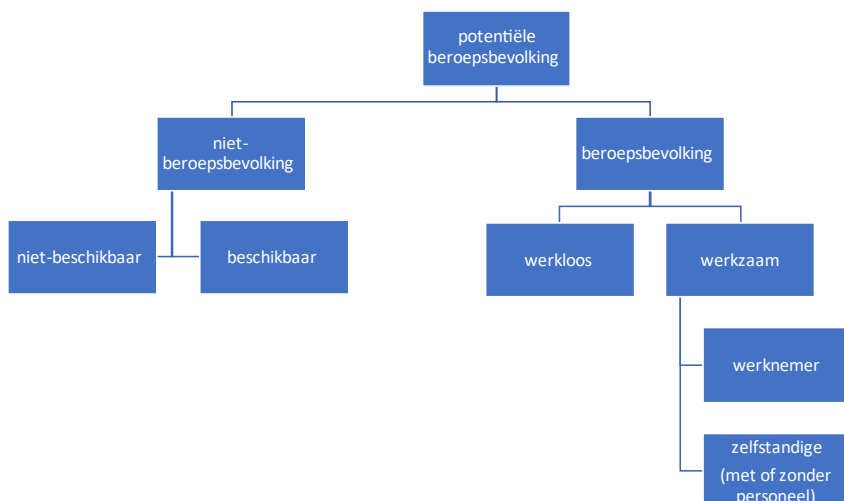 potentiële
beroepsbevolking
niet-
beroepsbevolking
beroepsbevolking
niet-beschikbaar
beschikbaar
werkloos
werkzaam
werknemer
zelfstandige
(met of zonder
personeel)